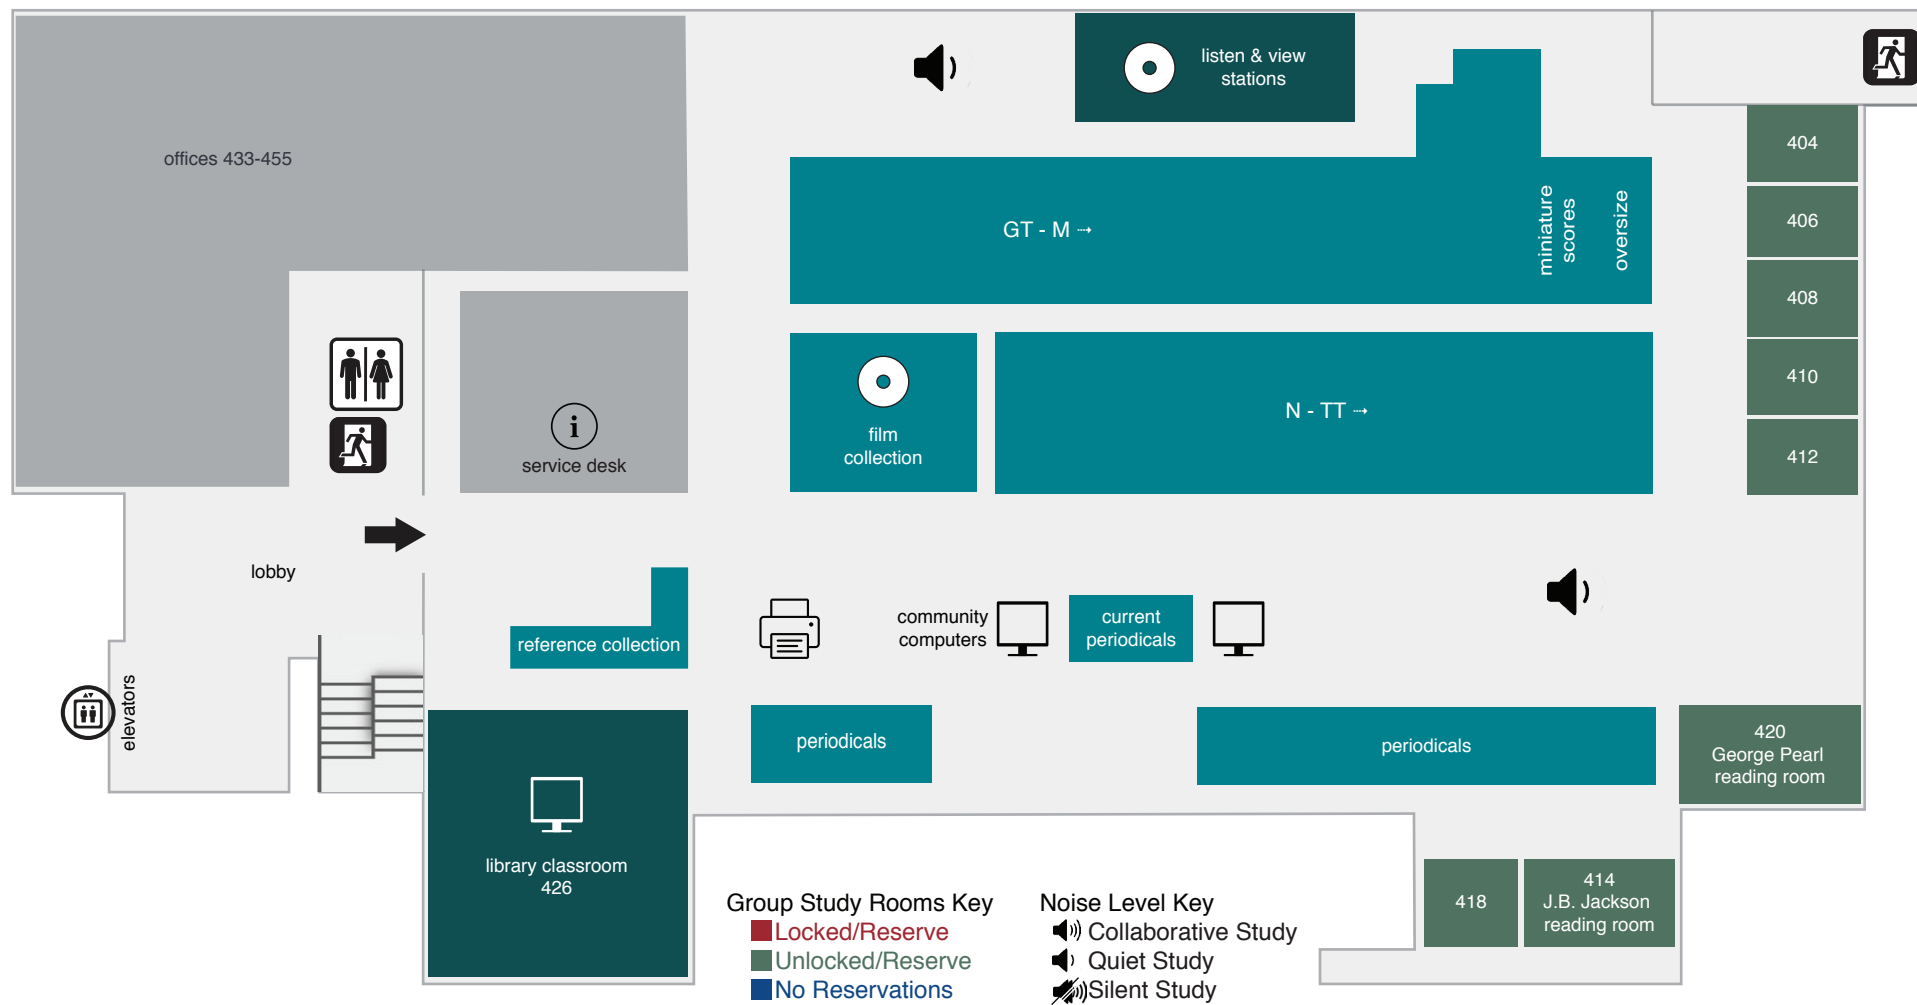 listen & view
stations
offices 433-455
404
GT - M ⤑
miniature
scores
oversize
406
408
film
collection
N - TT ⤑
410
i
service desk
412
lobby
reference collection
community
computers
current
periodicals
elevators
periodicals
periodicals
420
George Pearl
reading room
library classroom
426
418
414
J.B. Jackson
reading room
Group Study Rooms Key
Locked/Reserve
Unlocked/Reserve
No Reservations
Noise Level Key
Collaborative Study
Quiet Study
Silent Study